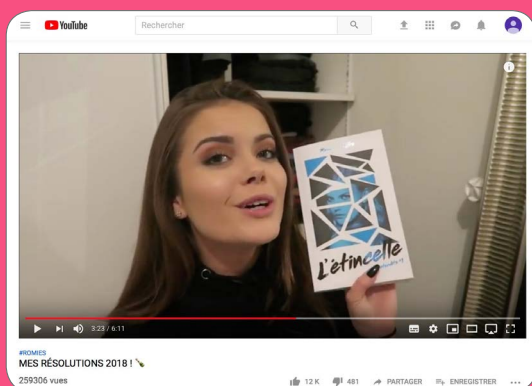 YouTube
Rechercher
L'étincelle
3:23 / 6:11
#ROMIES
MES RÉSOLUTIONS 2018 !
259306 vues
12 K 481 PARTAGER ENREGISTRER